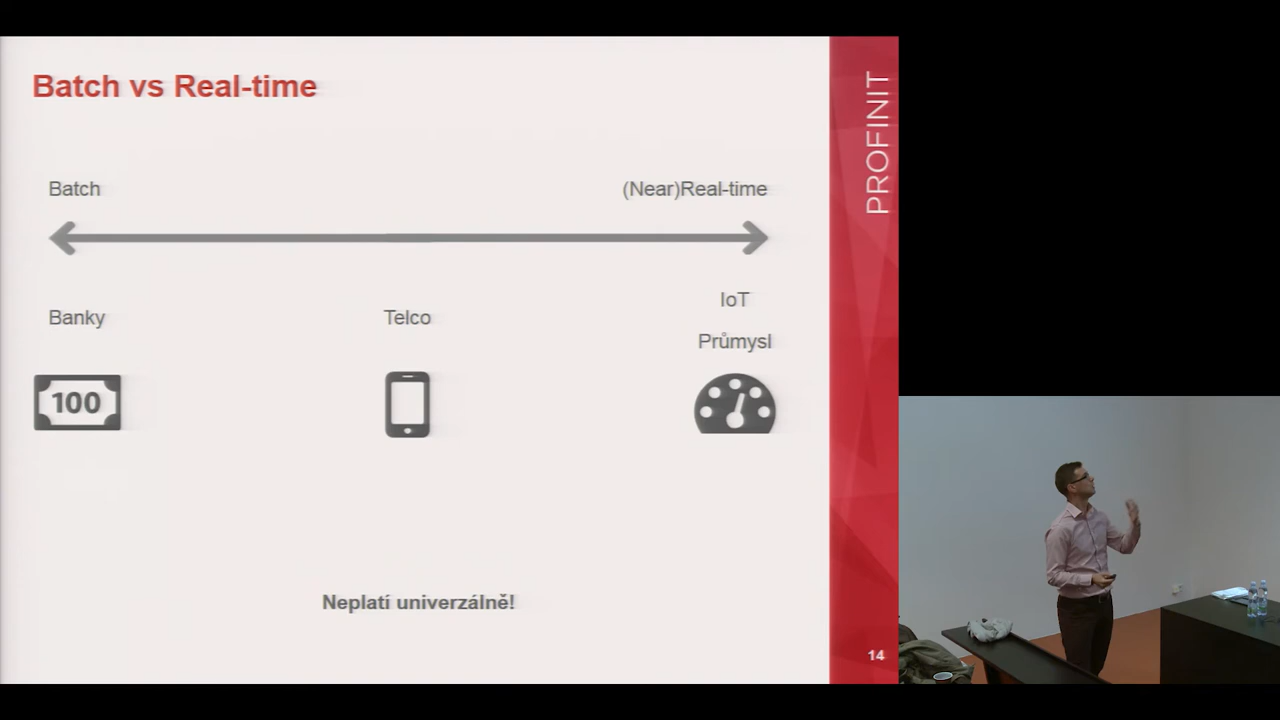 Batch vs Real-time
Batch
(Near)Real-time
Banky
Telco
IoT
Průmysl
100
Neplatí univerzálně!
PROFINIT
14